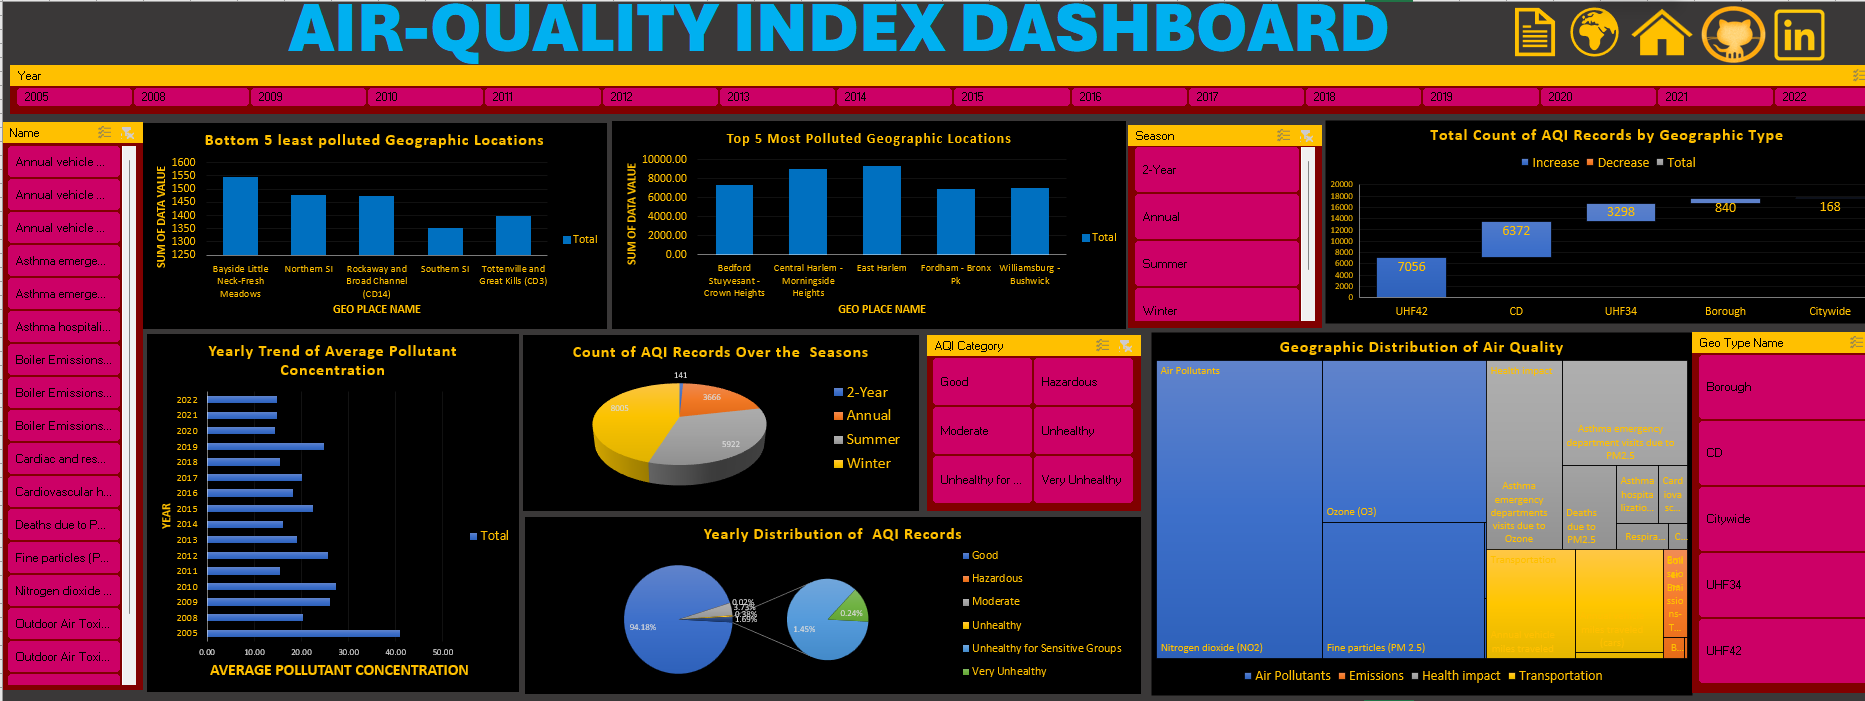 AIR-QUALITY INDEX DASHBOARD
in
Year
2005 2008 2009 2010 2011 2012 2013 2014 2015 2016 2017 2018 2019 2020 2021 2022
Name
Annual vehicle ...
Annual vehicle ...
Annual vehicle ...
Asthma emerge...
Asthma emerge...
Asthma hospitali...
Boiler Emissions...
Boiler Emissions...
Boiler Emissions...
Cardiac and res...
Cardiovascular h...
Deaths due to P...
Fine particles (P...
Nitrogen dioxide ...
Outdoor Air Toxi...
Outdoor Air Toxi...
Bottom 5 least polluted Geographic Locations
SUM OF DATA VALUE
1600
1550
1500
1450
1400
1350
1300
1250
Bayside Little
Neck-Fresh
Meadows
Northern SI
Rockaway and
Broad Channel
(CD14)
Southern SI
Tottenville and
Great Kills (CD3)
Total
GEO PLACE NAME
Top 5 Most Polluted Geographic Locations
SUM OF DATA VALUE
10000.00
8000.00
6000.00
4000.00
2000.00
0.00
Bedford
Stuyvesant -
Crown Heights
Central Harlem -
Morningside
Heights
East Harlem
Fordham - Bronx
Pk
Williamsburg -
Bushwick
Total
GEO PLACE NAME
Season
2-Year
Annual
Summer
Winter
Total Count of AQI Records by Geographic Type
Increase Decrease Total
20000
18000
16000
14000
12000
10000
8000
6000
4000
2000
0
7056
6372
3298
840
168
UHF42 CD UHF34 Borough Citywide
Yearly Trend of Average Pollutant
Concentration
YEAR
2022
2021
2020
2019
2018
2017
2016
2015
2014
2013
2012
2011
2010
2009
2008
2005
0.00 10.00 20.00 30.00 40.00 50.00
Total
AVERAGE POLLUTANT CONCENTRATION
Count of AQI Records Over the Seasons
141
3666
5922
2-Year
Annual
Summer
Winter
AQI Category
Good Hazardous
Moderate Unhealthy
Unhealthy for ... Very Unhealthy
Yearly Distribution of AQI Records
94.18%
0.02%
3.73%
0.38%
1.69%
1.45%
0.24%
Good
Hazardous
Moderate
Unhealthy
Unhealthy for Sensitive Groups
Very Unhealthy
Geographic Distribution of Air Quality
Air Pollutants
Nitrogen dioxide (NO2)
Ozone (O3)
Fine particles (PM 2.5)
Health impact
Asthma
emergency
departments
visits due to
Ozone
Asthma emergency
department visits due to
PM2.5
Deaths
due to
PM2.5
Asthma
hospita
lizatio...
Card
iova
sc...
Respira...
C...
Transportation
B...
Air Pollutants Emissions Health impact Transportation
Geo Type Name
Borough
CD
Citywide
UHF34
UHF42